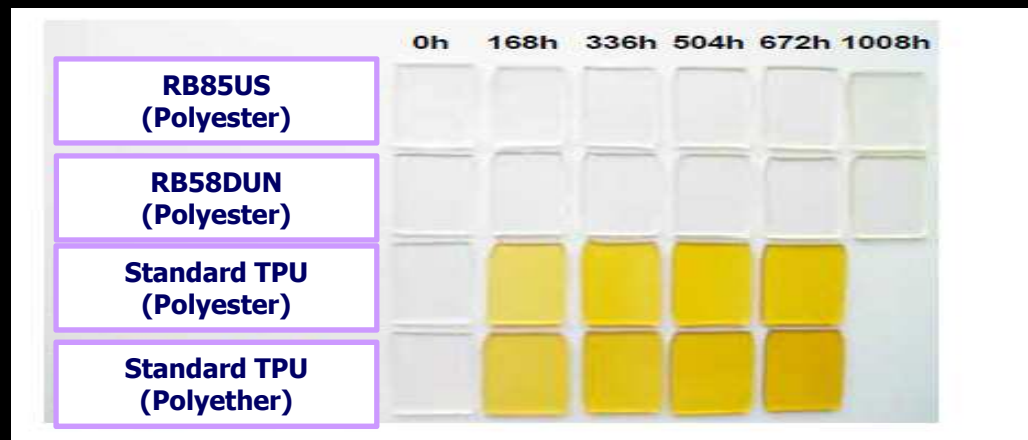 0h 168h 336h 504h 672h 1008h
RB85US
(Polyester)
RB58DUN
(Polyester)
Standard TPU
(Polyester)
Standard TPU
(Polyether)